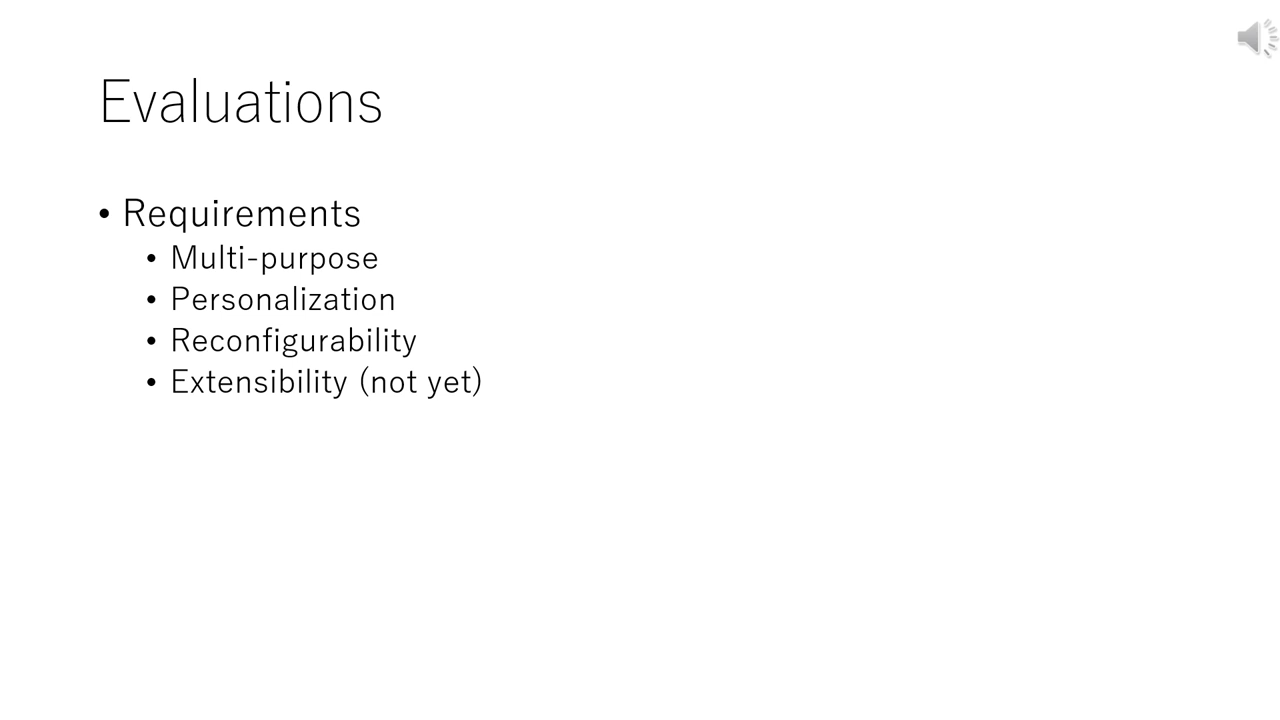 Evaluations
• Requirements
• Multi-purpose
• Personalization
• Reconfigurability
• Extensibility (not yet)